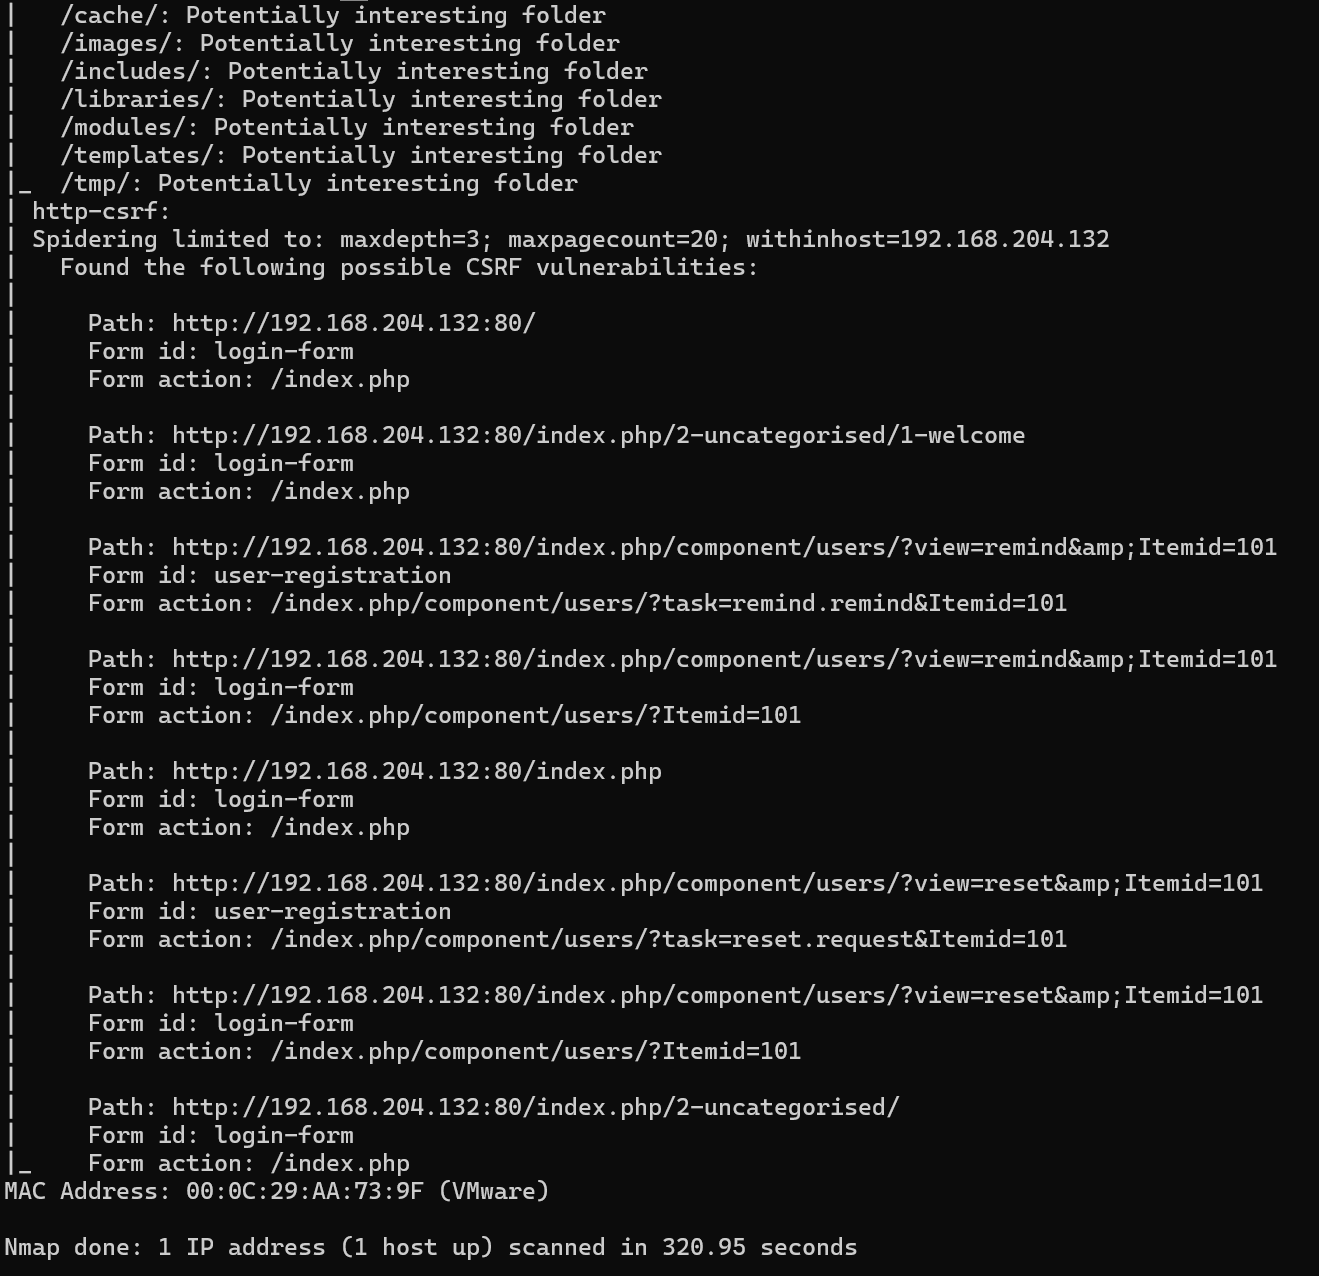 |   /cache/: Potentially interesting folder
|   /images/: Potentially interesting folder
|   /includes/: Potentially interesting folder
|   /libraries/: Potentially interesting folder
|   /modules/: Potentially interesting folder
|   /templates/: Potentially interesting folder
|_  /tmp/: Potentially interesting folder
| http-csrf:
| Spidering limited to: maxdepth=3; maxpagecount=20; withinhost=192.168.204.132
|   Found the following possible CSRF vulnerabilities:
|
|     Path: http://192.168.204.132:80/
|     Form id: login-form
|     Form action: /index.php
|
|     Path: http://192.168.204.132:80/index.php/2-uncategorised/1-welcome
|     Form id: login-form
|     Form action: /index.php
|
|     Path: http://192.168.204.132:80/index.php/component/users/?view=remind&amp;Itemid=101
|     Form id: user-registration
|     Form action: /index.php/component/users/?task=remind.remind&Itemid=101
|
|     Path: http://192.168.204.132:80/index.php/component/users/?view=remind&amp;Itemid=101
|     Form id: login-form
|     Form action: /index.php/component/users/?Itemid=101
|
|     Path: http://192.168.204.132:80/index.php
|     Form id: login-form
|     Form action: /index.php
|
|     Path: http://192.168.204.132:80/index.php/component/users/?view=reset&amp;Itemid=101
|     Form id: user-registration
|     Form action: /index.php/component/users/?task=reset.request&Itemid=101
|
|     Path: http://192.168.204.132:80/index.php/component/users/?view=reset&amp;Itemid=101
|     Form id: login-form
|     Form action: /index.php/component/users/?Itemid=101
|
|     Path: http://192.168.204.132:80/index.php/2-uncategorised/
|     Form id: login-form
|_    Form action: /index.php
MAC Address: 00:0C:29:AA:73:9F (VMware)

Nmap done: 1 IP address (1 host up) scanned in 320.95 seconds